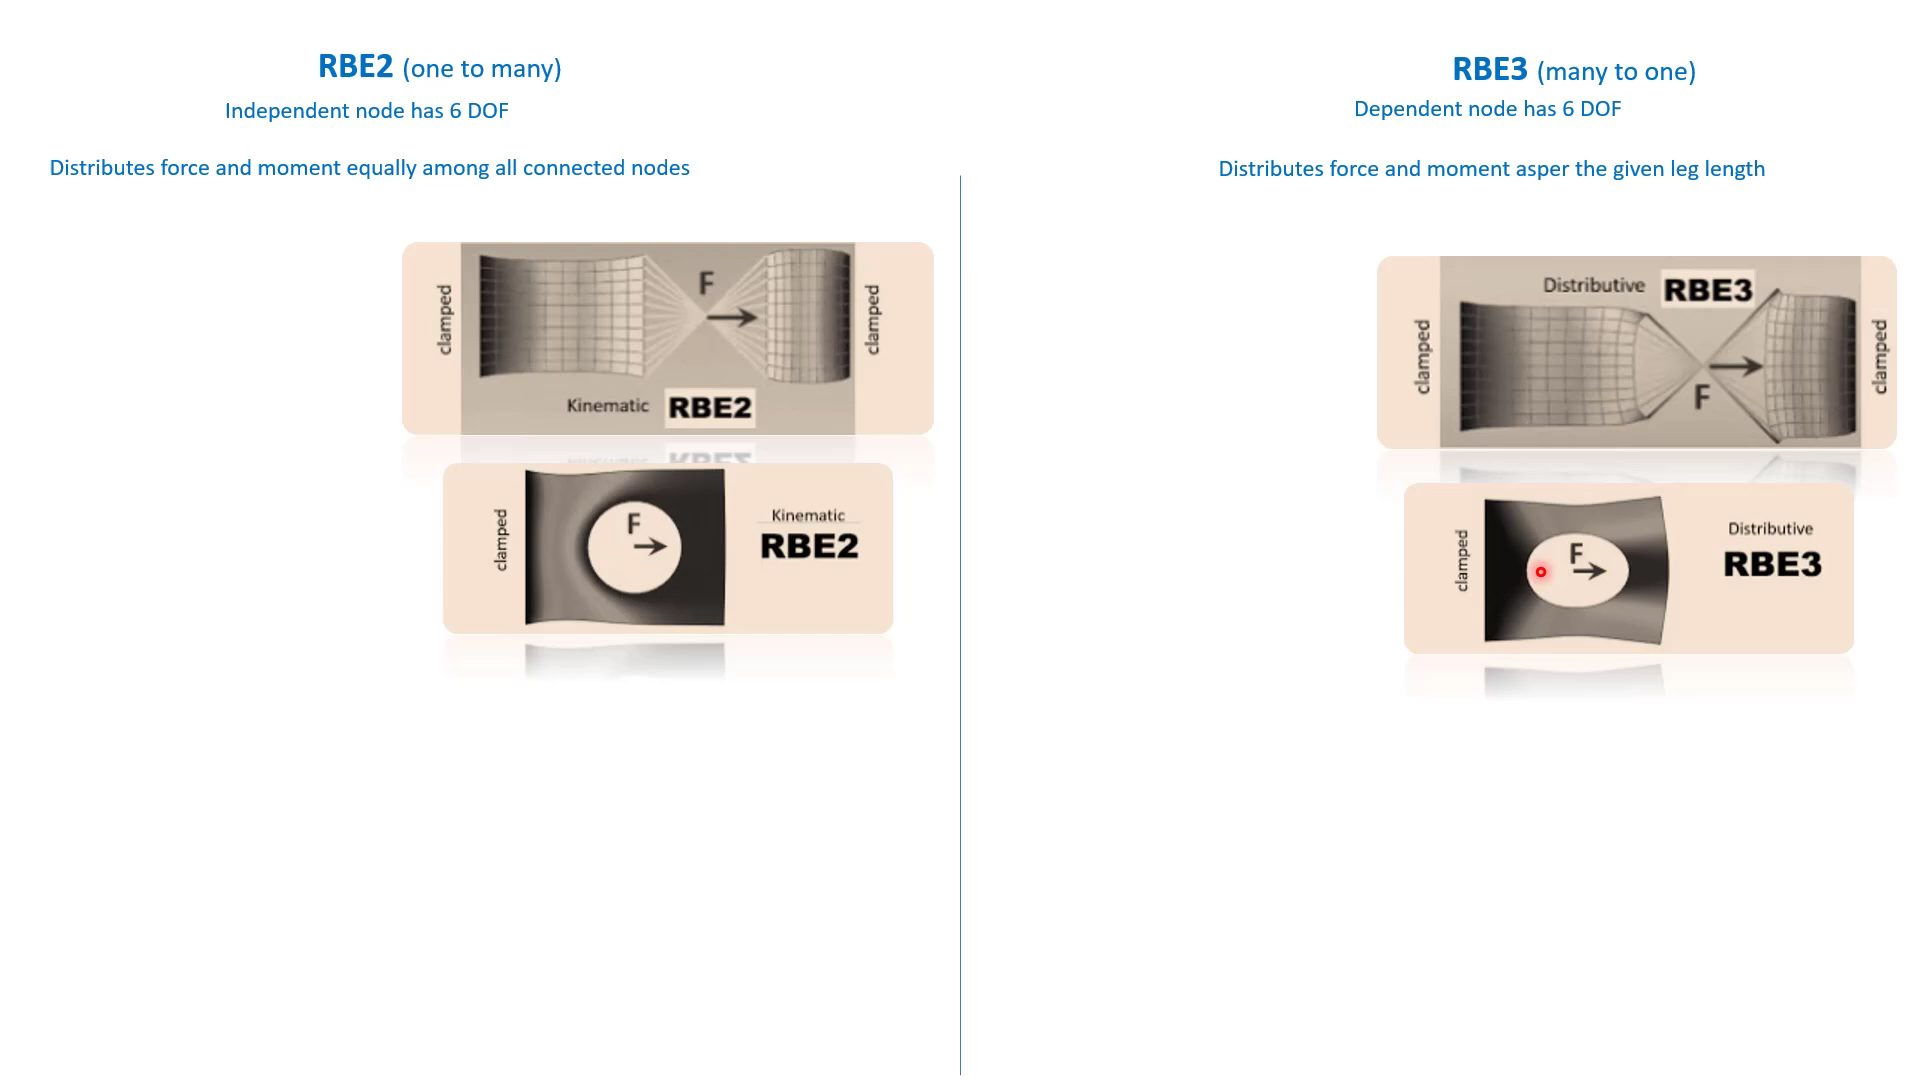 RBE2 (one to many)
Independent node has 6 DOF
Distributes force and moment equally among all connected nodes
clamped
F
clamped
Kinematic RBE2
clamped
F
Kinematic
RBE2
RBE3 (many to one)
Dependent node has 6 DOF
Distributes force and moment asper the given leg length
Distributive RBE3
clamped
F
clamped
clamped
F
Distributive
RBE3